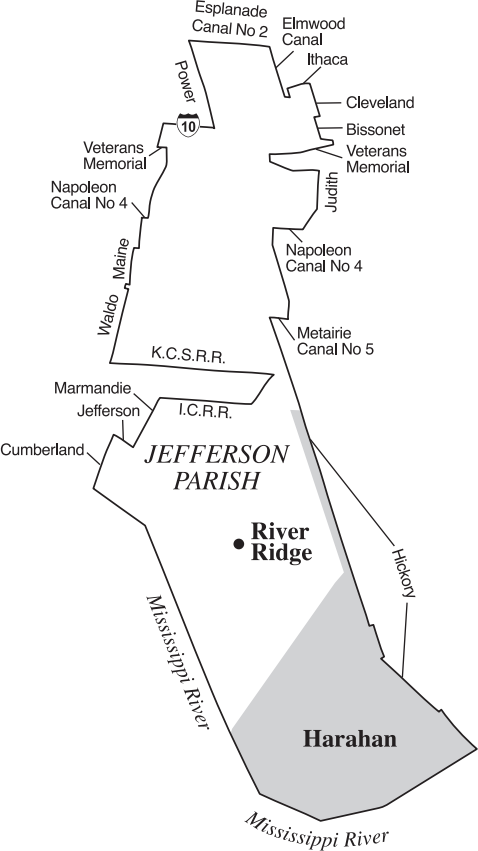 Esplanade
Canal No 2
Elmwood
Canal
Ithaca
Power
Cleveland
10
Bissonet
Veterans
Memorial
Veterans
Memorial
Napoleon
Canal No 4
Judith
Napoleon
Canal No 4
Maine
Waldo
Metairie
Canal No 5
K.C.S.R.R.
Marmandie
I.C.R.R.
Jefferson
Cumberland
JEFFERSON
PARISH
River
Ridge
Hickory
Mississippi River
Harahan
Mississippi River